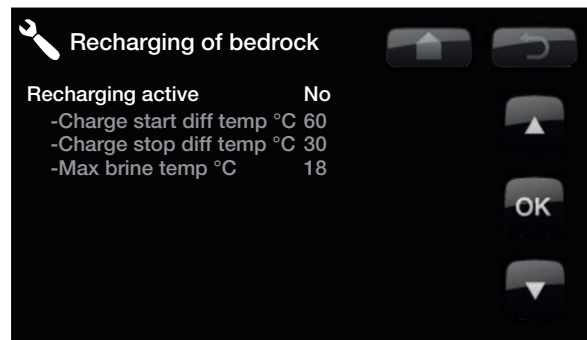 Recharging of bedrock
Recharging active No
-Charge start diff temp °C 60
-Charge stop diff temp °C 30
-Max brine temp °C 18
OK